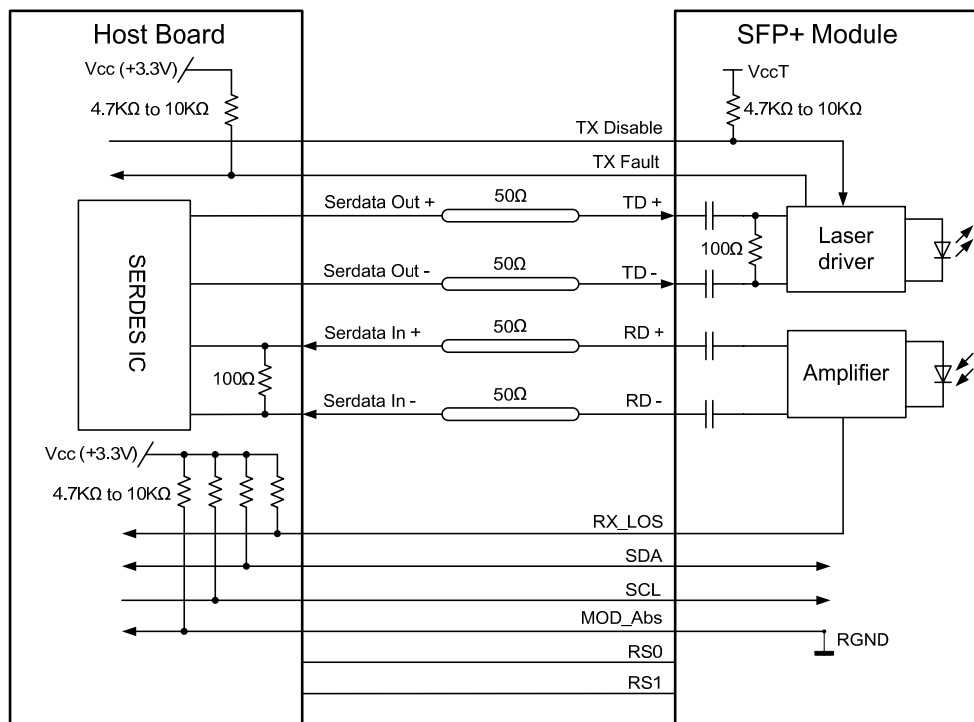 Host Board
SFP+ Module
Vcc (+3.3V)
VccT
4.7KΩ to 10KΩ
4.7KΩ to 10KΩ
TX Disable
TX Fault
Serdata Out +
50Ω
TD +
SERDES IC
100Ω
Laser
driver
Serdata Out -
50Ω
TD -
Serdata In +
50Ω
RD +
100Ω
Amplifier
Serdata In -
50Ω
RD -
Vcc (+3.3V)
4.7KΩ to 10KΩ
RX_LOS
SDA
SCL
MOD_Abs
RGND
RS0
RS1